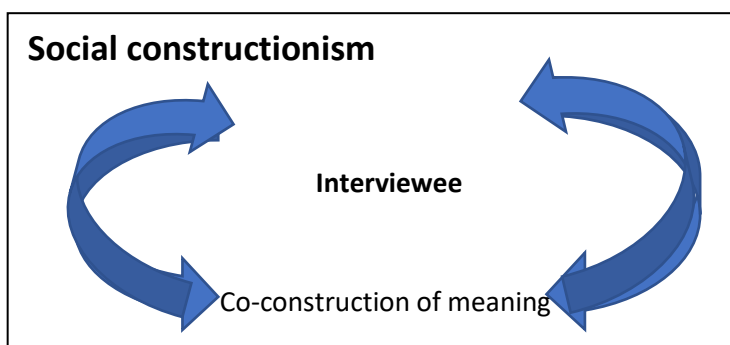 Social constructionism
Interviewee
Co-construction of meaning